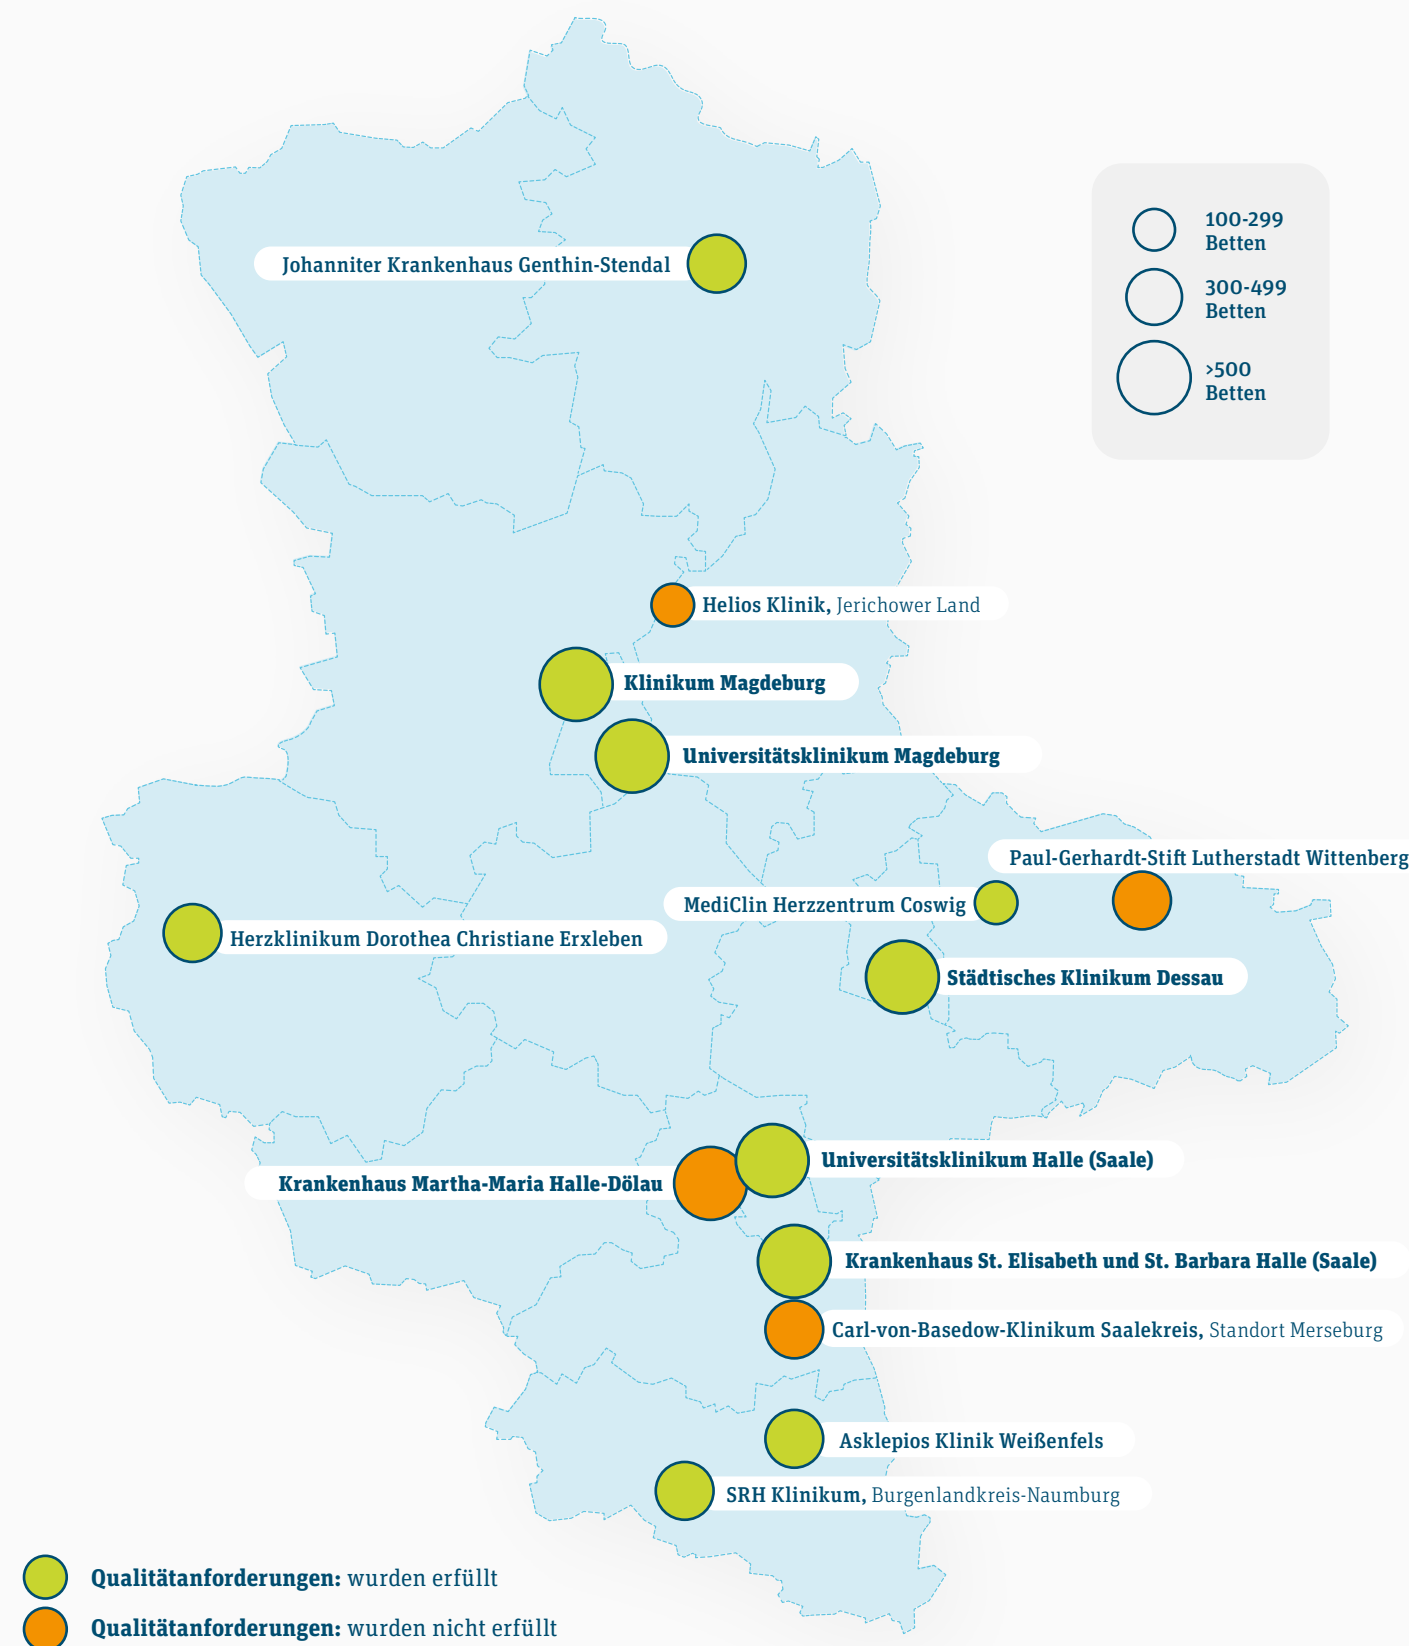 100-299
Betten
300-499
Betten
>500
Betten
Johanniter Krankenhaus Genthin-Stendal
Helios Klinik, Jerichower Land
Klinikum Magdeburg
Universitätsklinikum Magdeburg
Paul-Gerhardt-Stift Lutherstadt Wittenberg
MediClin Herzzentrum Coswig
Herzklinikum Dorothea Christiane Erxleben
Städtisches Klinikum Dessau
Universitätsklinikum Halle (Saale)
Krankenhaus Martha-Maria Halle-Dölau
Krankenhaus St. Elisabeth und St. Barbara Halle (Saale)
Carl-von-Basedow-Klinikum Saalekreis, Standort Merseburg
Asklepios Klinik Weißenfels
SRH Klinikum, Burgenlandkreis-Naumburg
Qualitätanforderungen: wurden erfüllt
Qualitätanforderungen: wurden nicht erfüllt